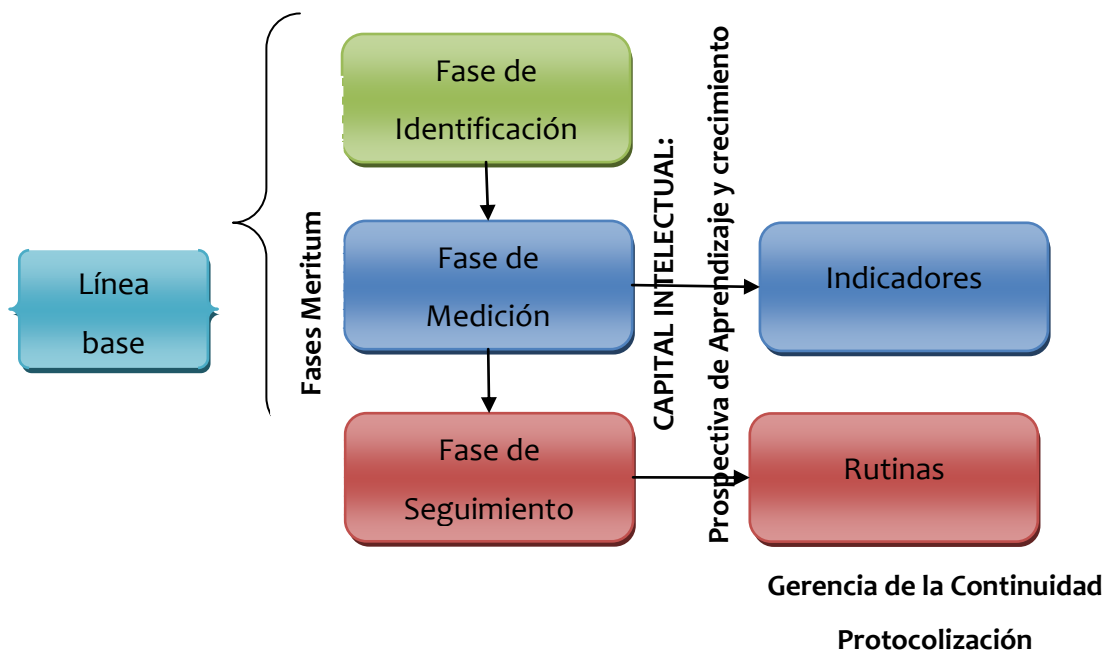 Línea
base
Fases Meritum
Fase de
Identificación
Fase de
Medición
Fase de
Seguimiento
CAPITAL INTELECTUAL:
Prospectiva de Aprendizaje y crecimiento
Indicadores
Rutinas
Gerencia de la Continuidad
Protocolización